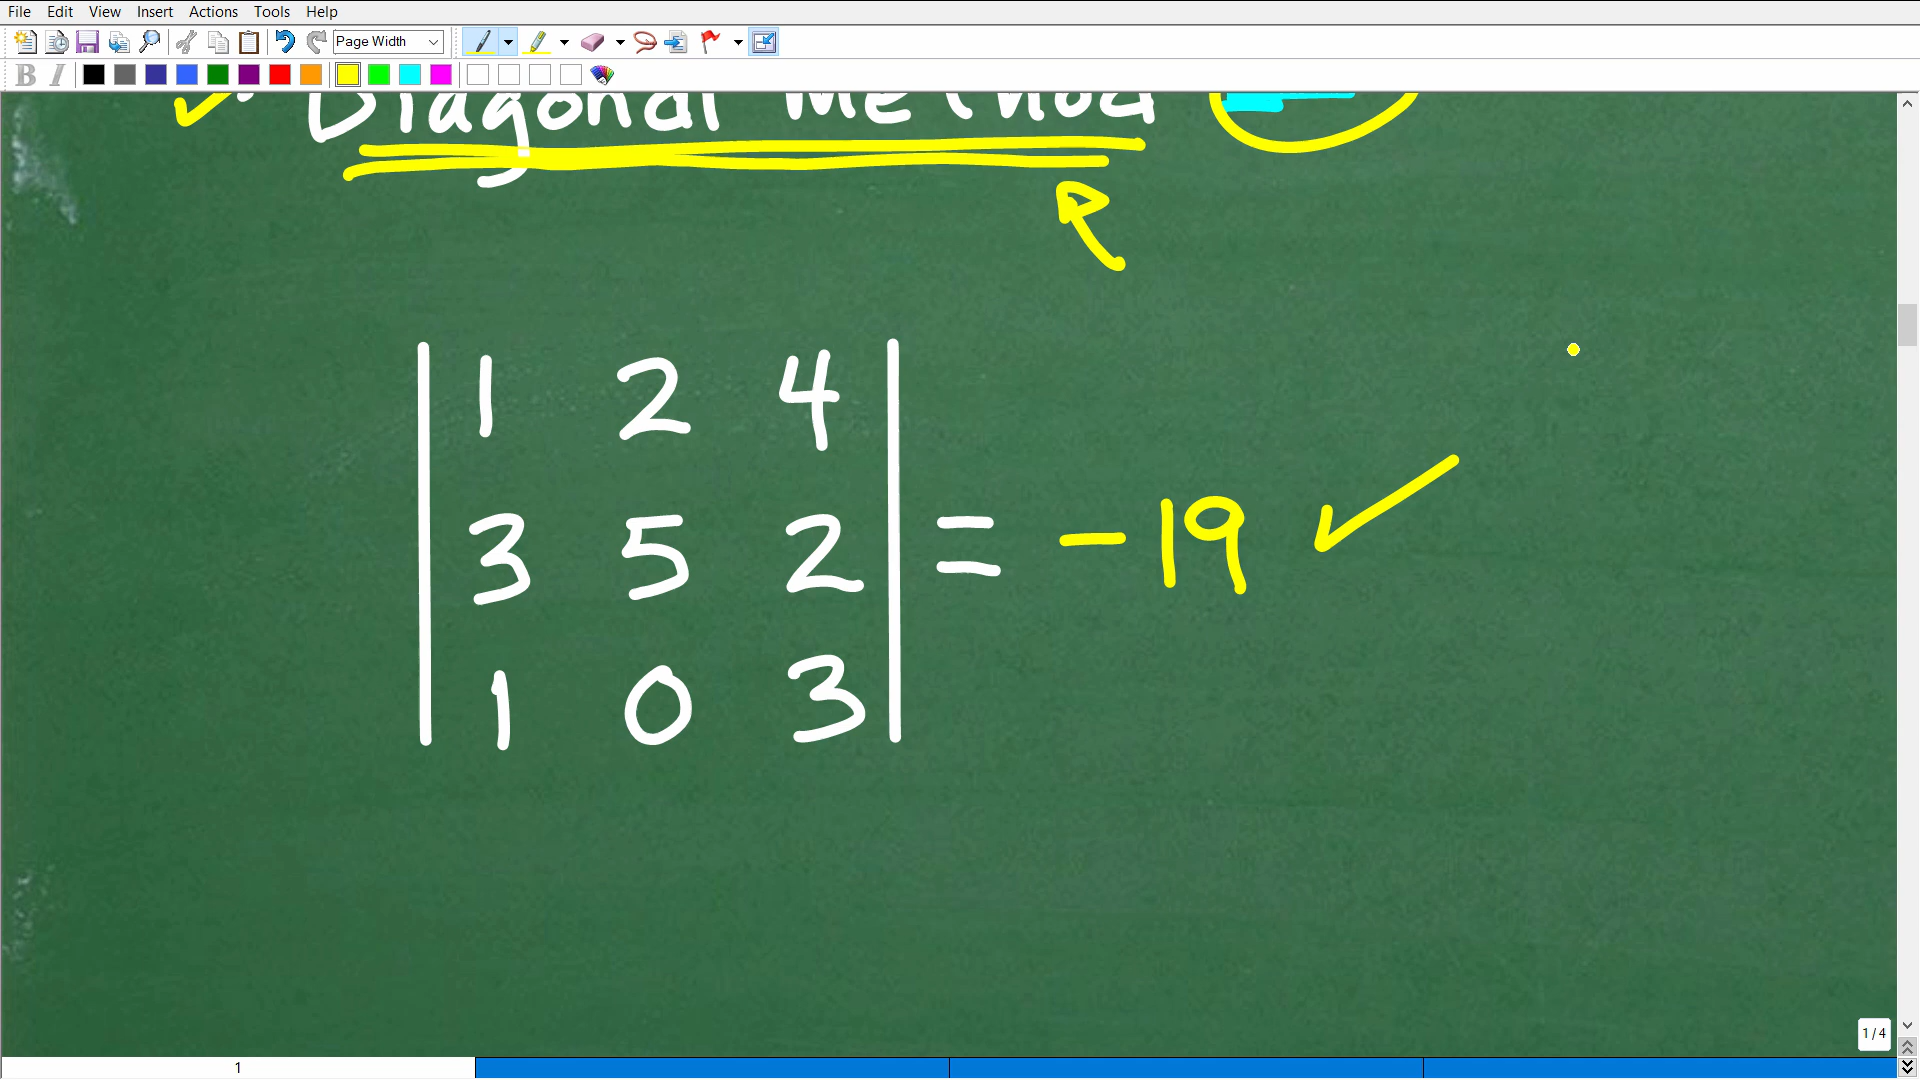 File Edit View Insert Actions Tools Help
Page Width
B I
Diagonal Method
1 2 4
3 5 2 = -19
1 0 3
1 / 4
1